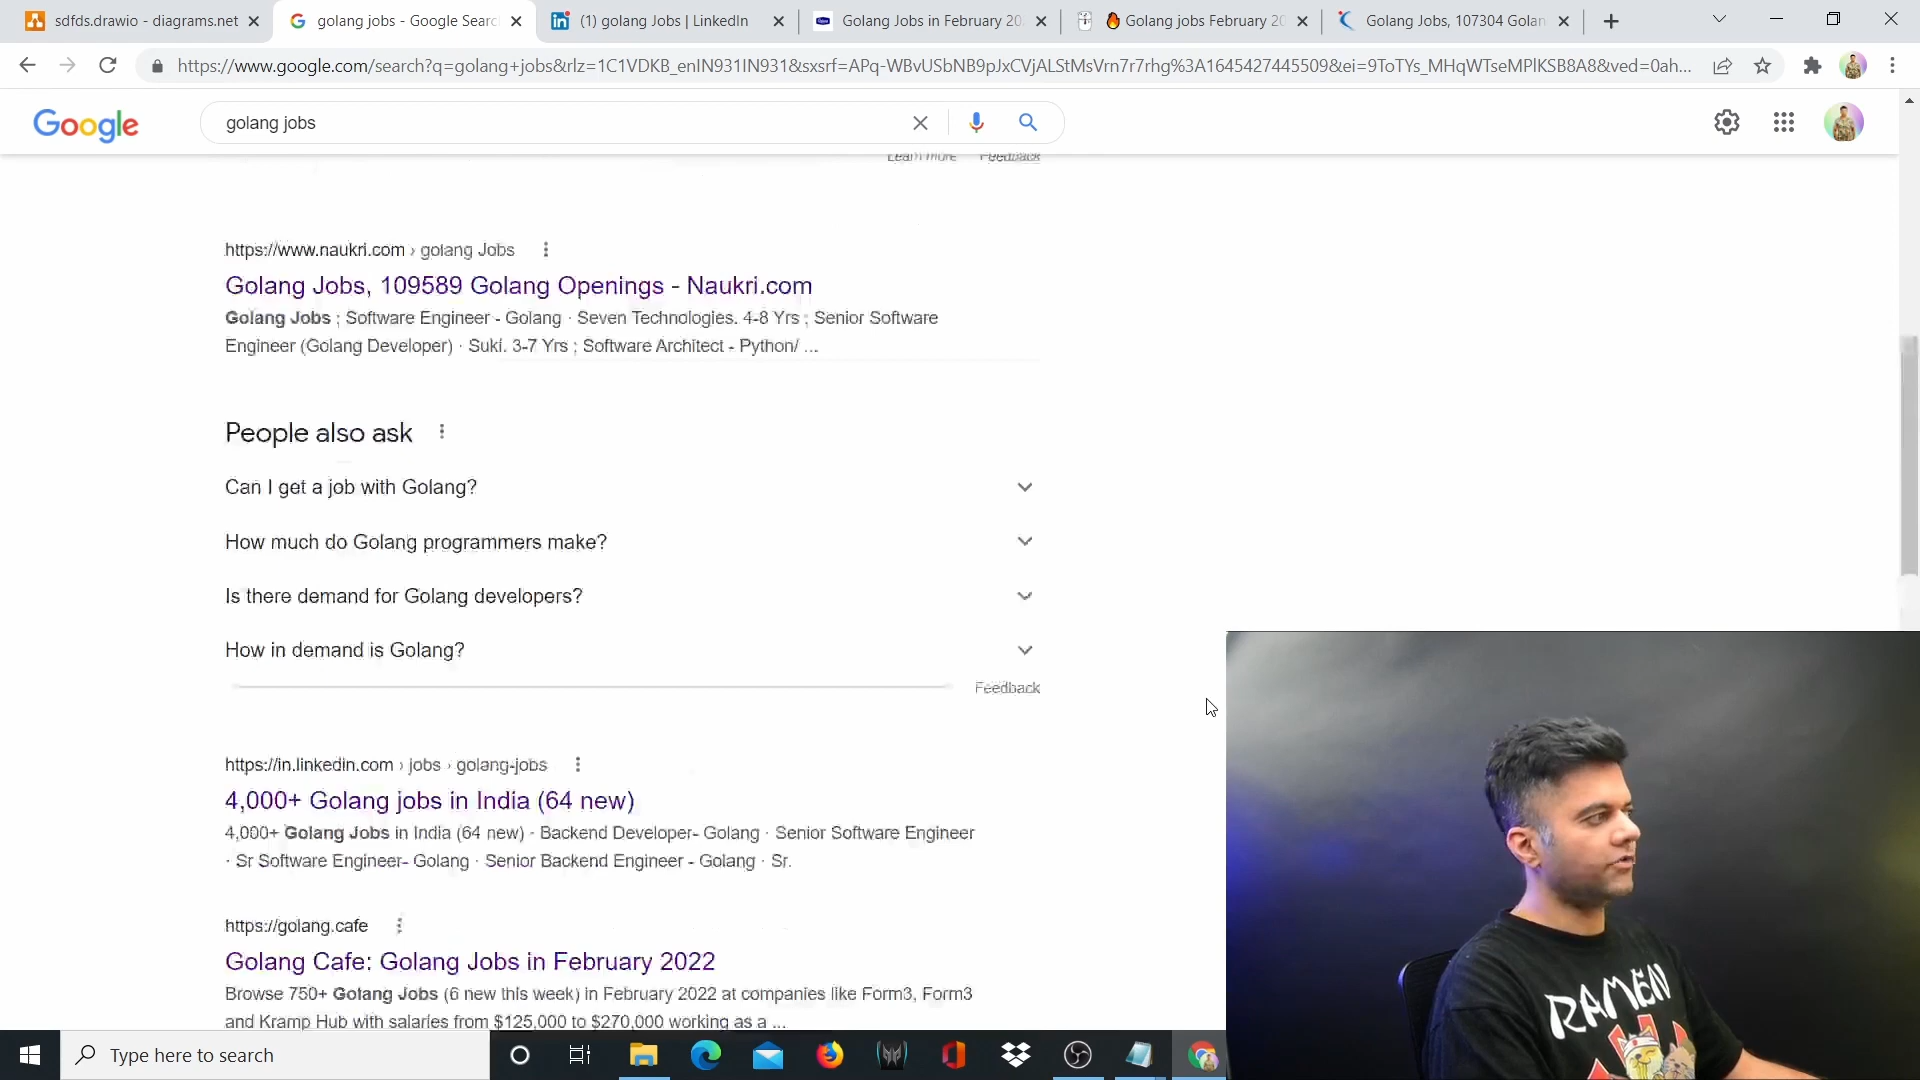 sdfds.drawio - diagrams.net
golang jobs - Google Searc
(1) golang Jobs | LinkedIn
Golang Jobs in February 20
Golang jobs February 20
Golang Jobs, 107304 Golan
https://www.google.com/search?q=golang+jobs&rlz=1C1VDKB_enIN931IN931&sxsrf=APq-WBvUSbNB9pJxCVjALStMsVrn7r7rhg%3A1645427445509&ei=9ToTYs_MHqWTseMPlKSB8A8&ved=0ah...
Google
golang jobs
Learn more Feedback
https://www.naukri.com › golang Jobs
Golang Jobs, 109589 Golang Openings - Naukri.com
Golang Jobs ; Software Engineer - Golang · Seven Technologies. 4-8 Yrs ; Senior Software
Engineer (Golang Developer) · Suki. 3-7 Yrs ; Software Architect - Python/ ...
People also ask
Can I get a job with Golang?
How much do Golang programmers make?
Is there demand for Golang developers?
How in demand is Golang?
Feedback
https://in.linkedin.com › jobs › golang-jobs
4,000+ Golang jobs in India (64 new)
4,000+ Golang Jobs in India (64 new) · Backend Developer- Golang · Senior Software Engineer
· Sr Software Engineer- Golang · Senior Backend Engineer - Golang · Sr.
https://golang.cafe
Golang Cafe: Golang Jobs in February 2022
Browse 750+ Golang Jobs (6 new this week) in February 2022 at companies like Form3, Form3
and Kramp Hub with salaries from $125,000 to $270,000 working as a ...
RAMEN
Type here to search